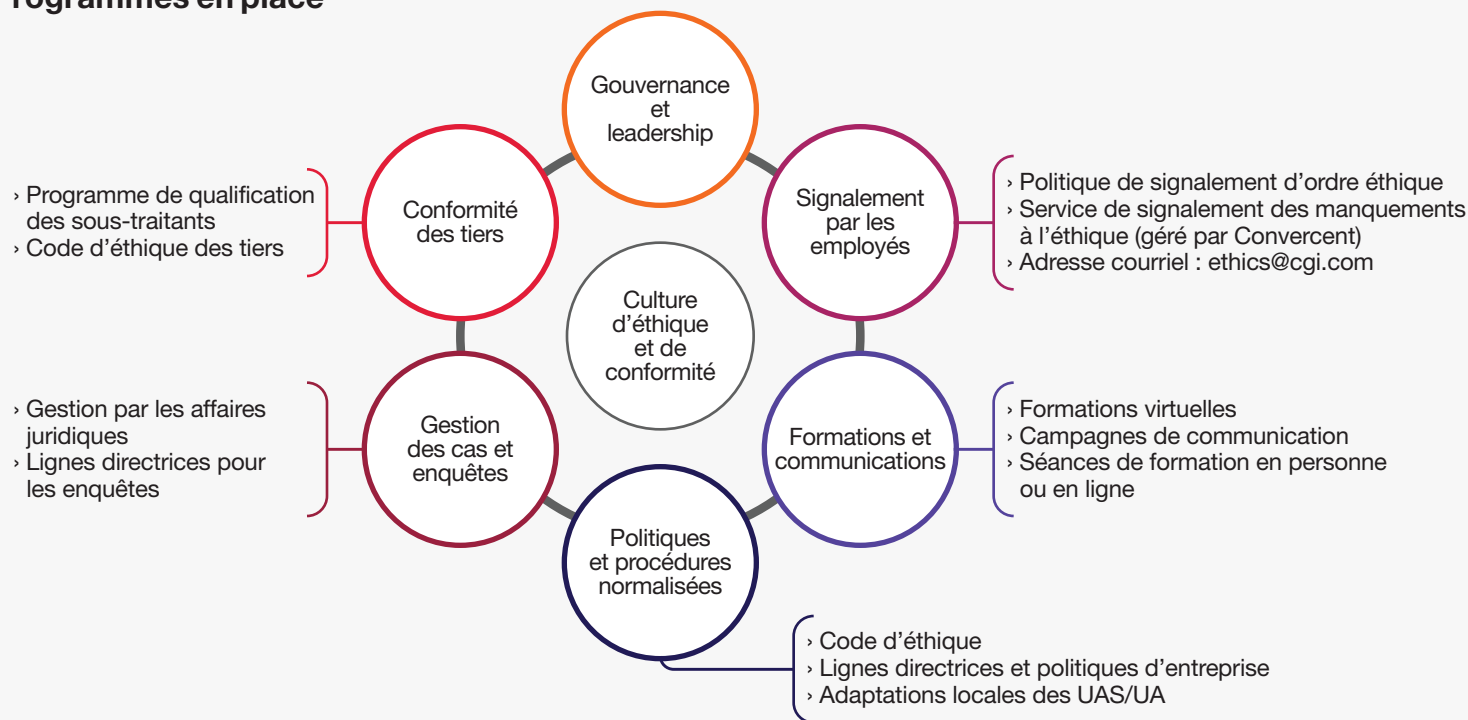 rogrammes en place
Gouvernance
et
leadership
Conformité
des tiers
› Programme de qualification
des sous-traitants
› Code d’éthique des tiers
Signalement
par les
employés
› Politique de signalement d’ordre éthique
› Service de signalement des manquements
à l’éthique (géré par Convercent)
› Adresse courriel : ethics@cgi.com
Culture
d’éthique
et de
conformité
Gestion
des cas et
enquêtes
› Gestion par les affaires
juridiques
› Lignes directrices pour
les enquêtes
Formations et
communications
› Formations virtuelles
› Campagnes de communication
› Séances de formation en personne
ou en ligne
Politiques
et procédures
normalisées
› Code d’éthique
› Lignes directrices et politiques d’entreprise
› Adaptations locales des UAS/UA